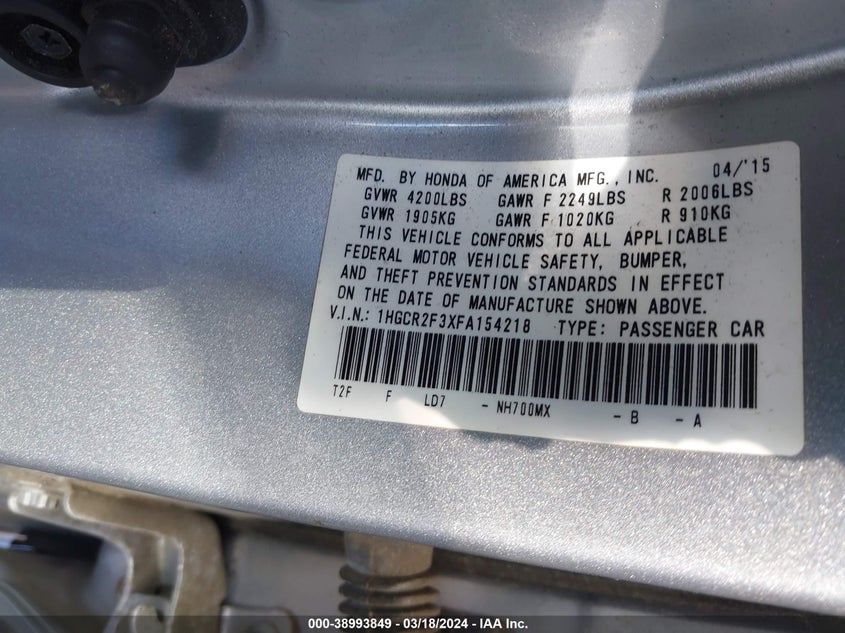 MFD. BY HONDA OF AMERICA MFG., INC. 04/'15
GVWR 4200LBS GAWR F 2249LBS R 2006LBS
GVWR 1905KG GAWR F 1020KG R 910KG
THIS VEHICLE CONFORMS TO ALL APPLICABLE
FEDERAL MOTOR VEHICLE SAFETY, BUMPER,
AND THEFT PREVENTION STANDARDS IN EFFECT
ON THE DATE OF MANUFACTURE SHOWN ABOVE.
V.I.N.: 1HGCR2F3XFA154218 TYPE: PASSENGER CAR
T2F F LD7 - NH700MX - B - A
000-38993849 / 03/18/2024 - IAA Inc.